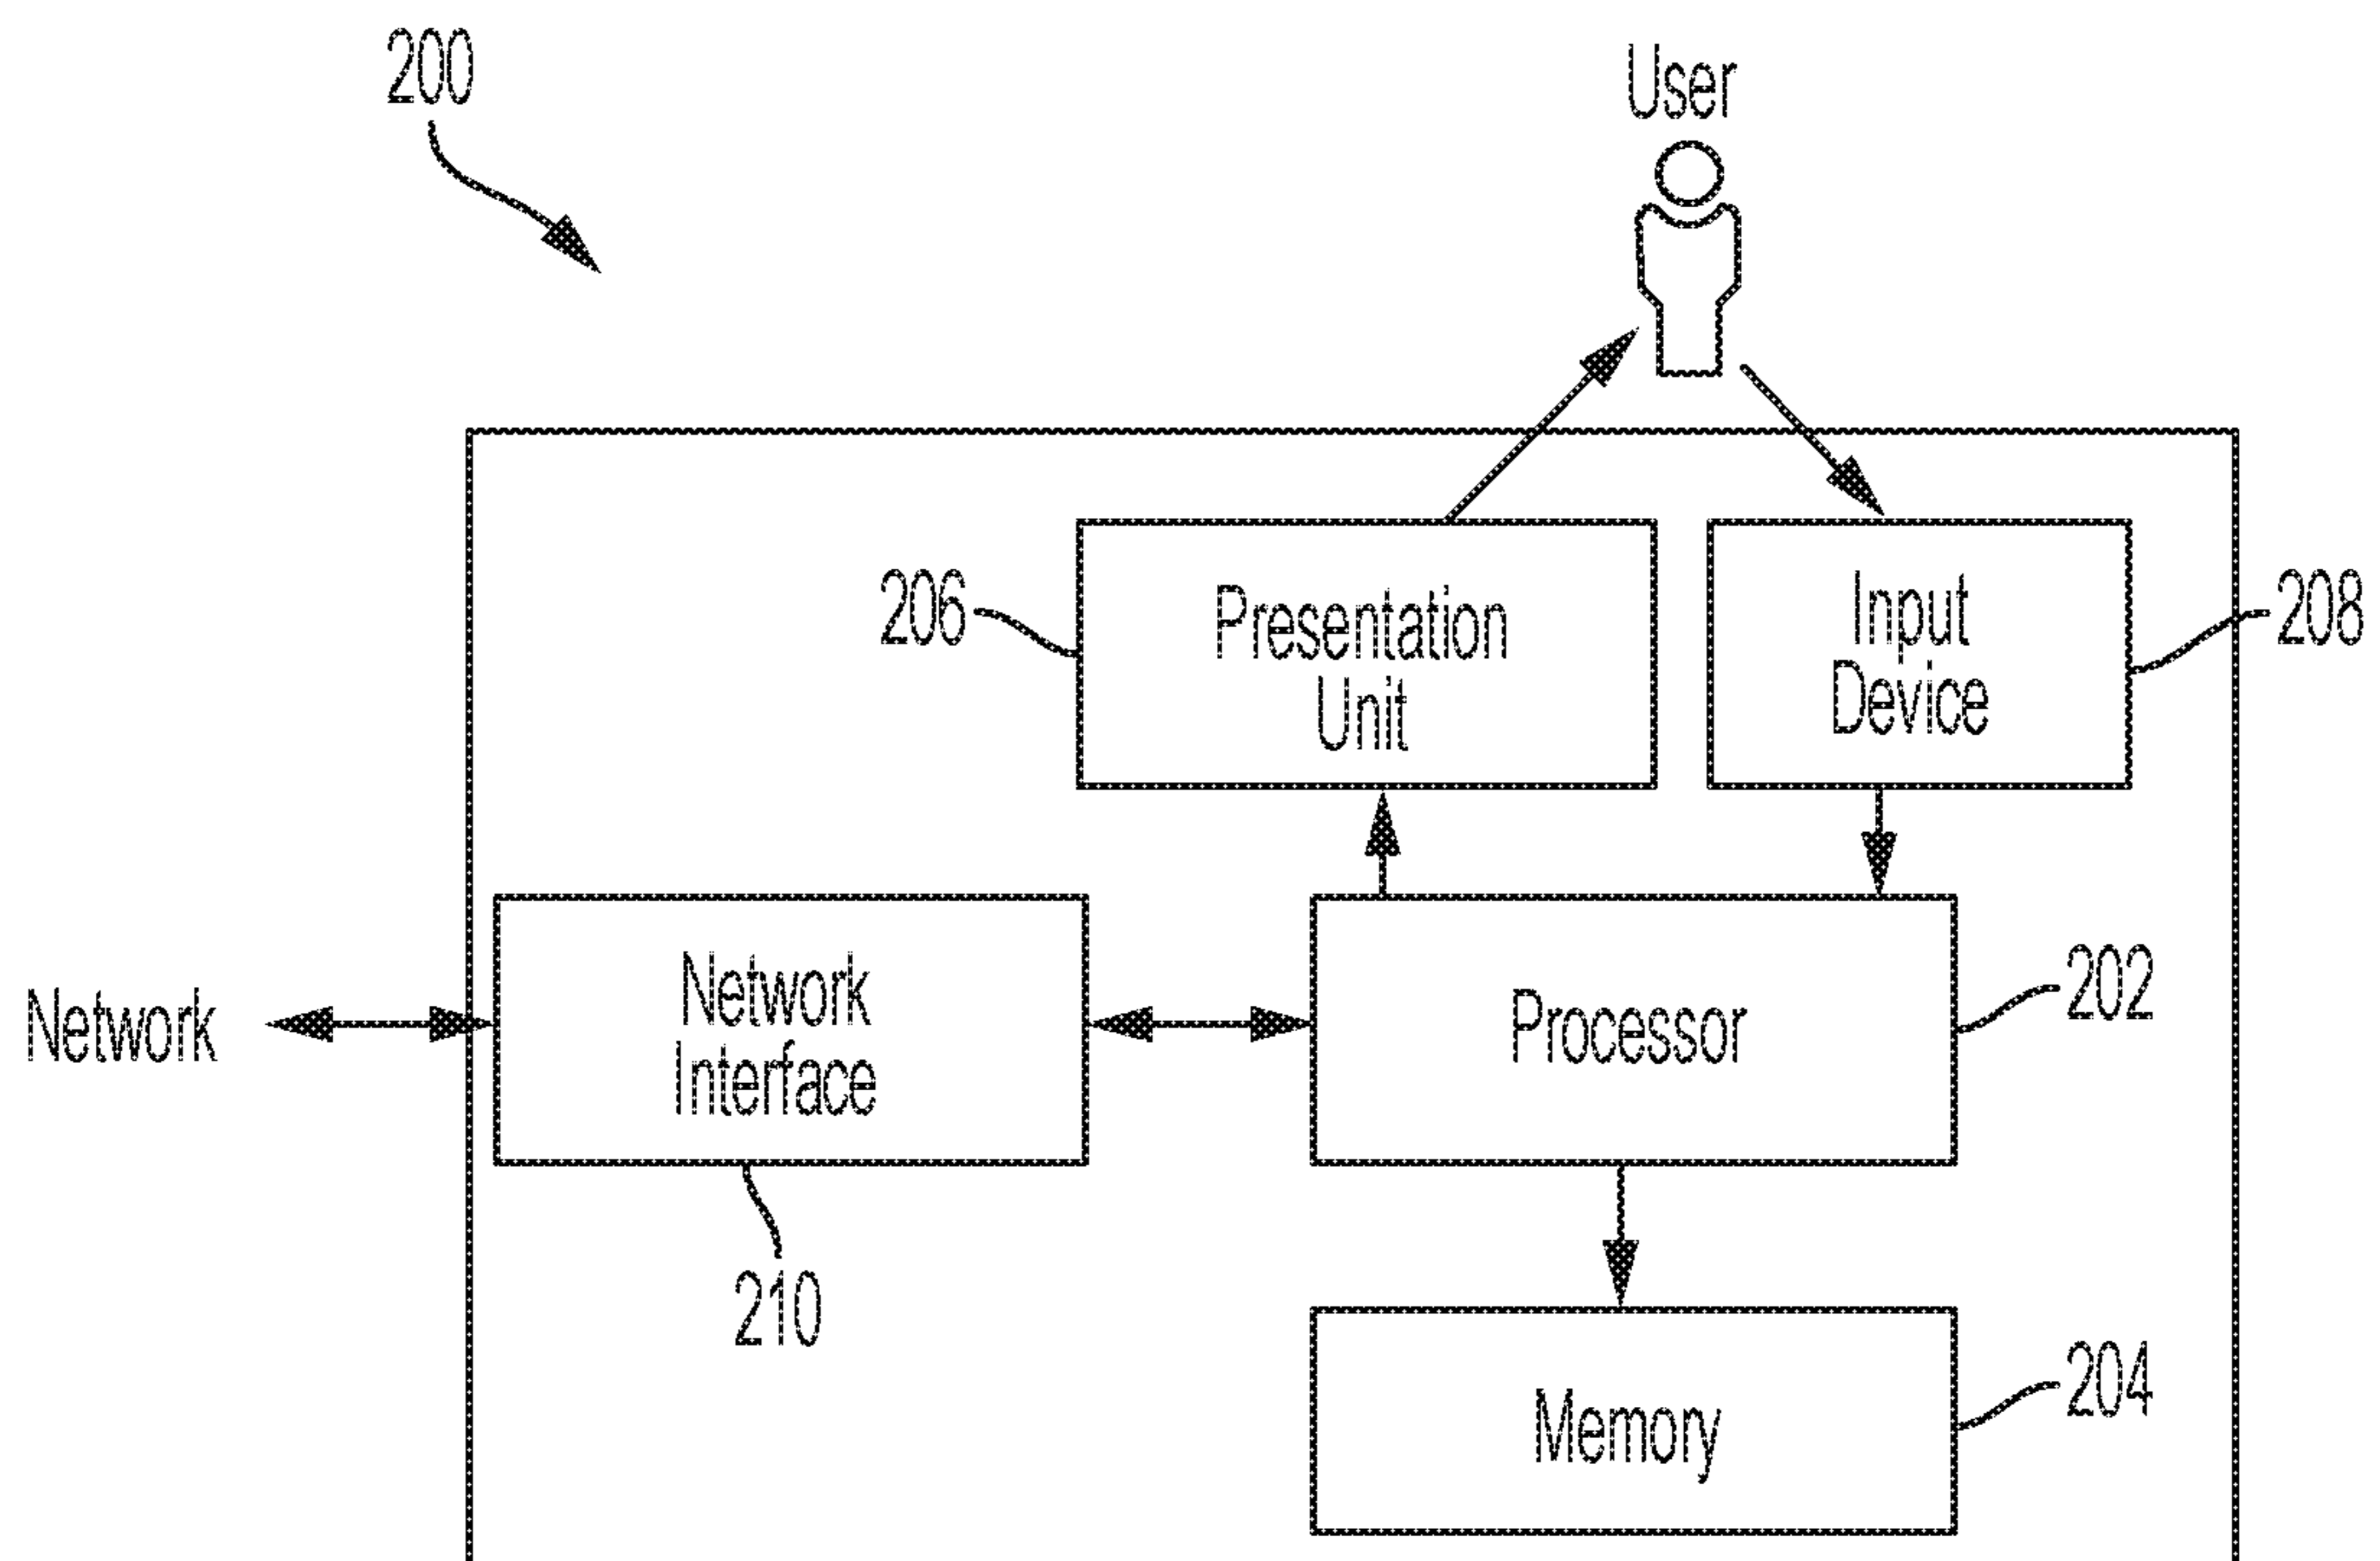 200
User
206
Presentation
Unit
Input
Device
208
Network
Network
Interface
Processor
202
210
Memory
204